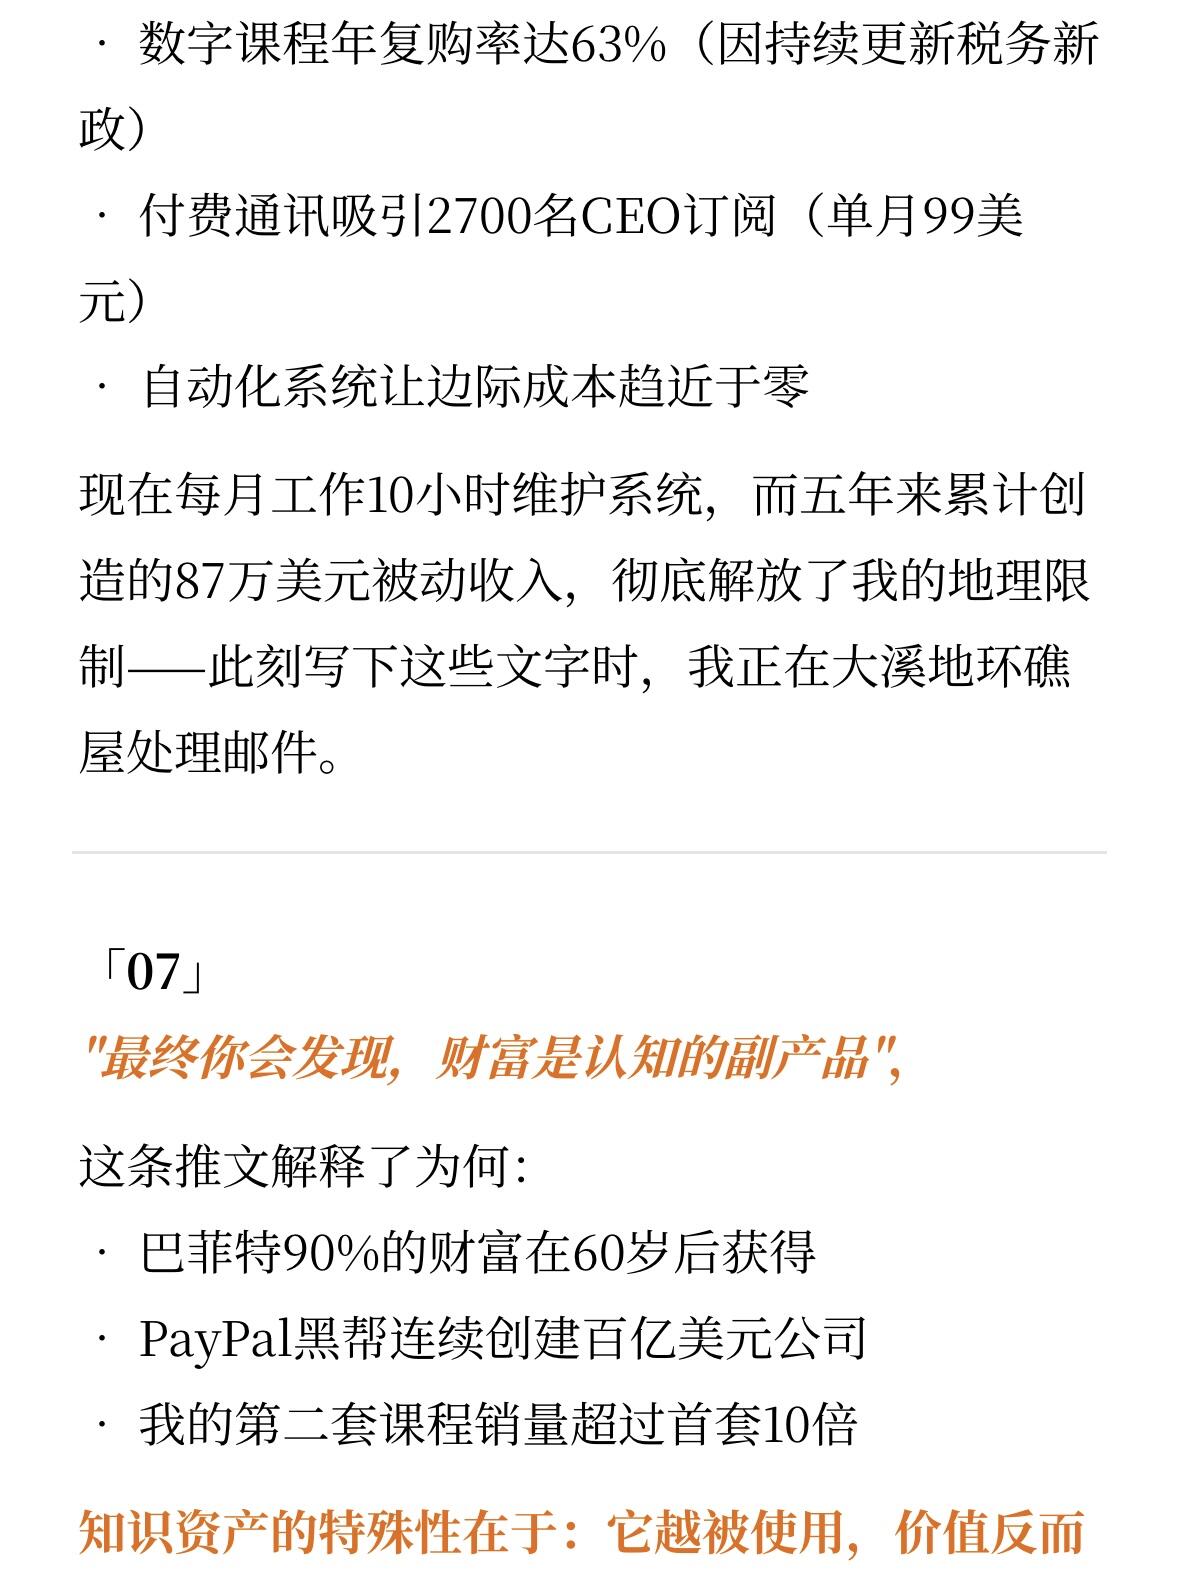 · 数字课程年复购率达63%（因持续更新税务新
政）
· 付费通讯吸引2700名CEO订阅（单月99美
元）
· 自动化系统让边际成本趋近于零
现在每月工作10小时维护系统，而五年来累计创
造的87万美元被动收入，彻底解放了我的地理限
制——此刻写下这些文字时，我正在大溪地环礁
屋处理邮件。
「07」
"最终你会发现，财富是认知的副产品"，
这条推文解释了为何：
· 巴菲特90%的财富在60岁后获得
· PayPal黑帮连续创建百亿美元公司
· 我的第二套课程销量超过首套10倍
知识资产的特殊性在于：它越被使用，价值反而